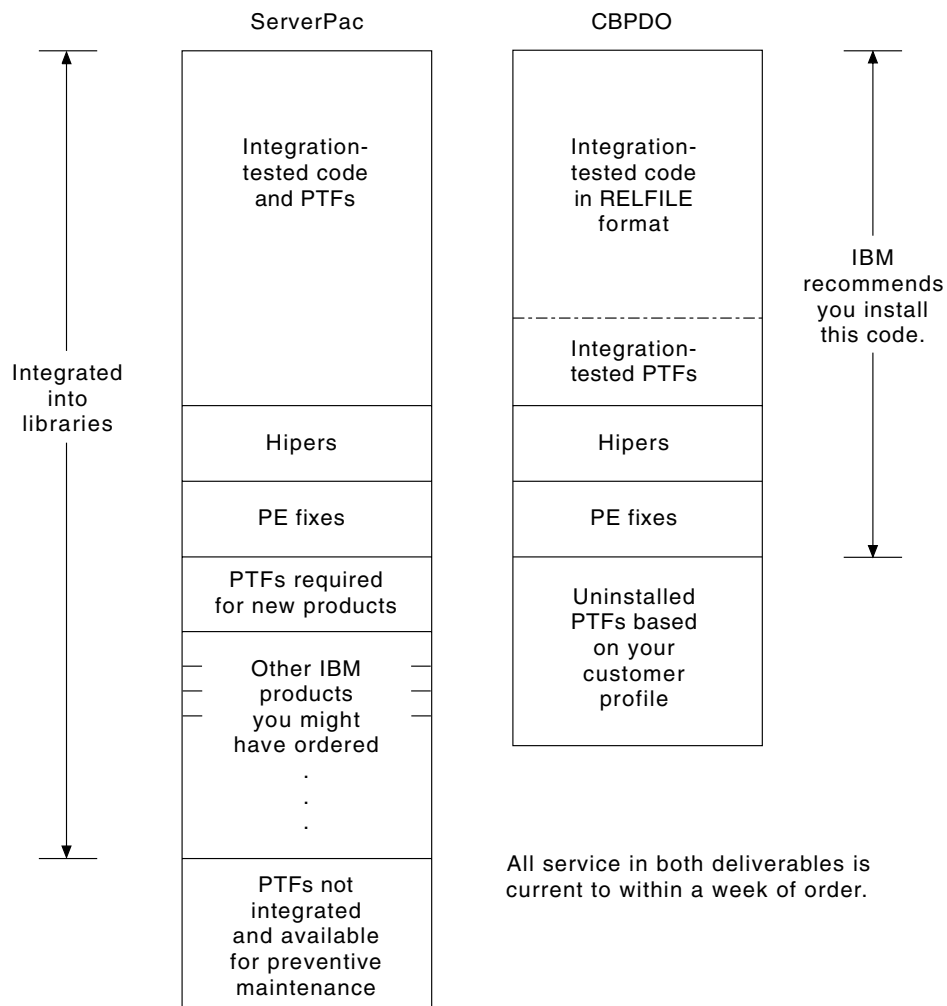 ServerPac
CBPDO
Integrated
into
libraries
Integration-
tested code
and PTFs
Hipers
PE fixes
PTFs required
for new products
Other IBM
products
you might
have ordered
.
.
.
PTFs not
integrated
and available
for preventive
maintenance
Integration-
tested code
in RELFILE
format
Integration-
tested PTFs
Hipers
PE fixes
Uninstalled
PTFs based
on your
customer
profile
IBM
recommends
you install
this code.
All service in both deliverables is
current to within a week of order.